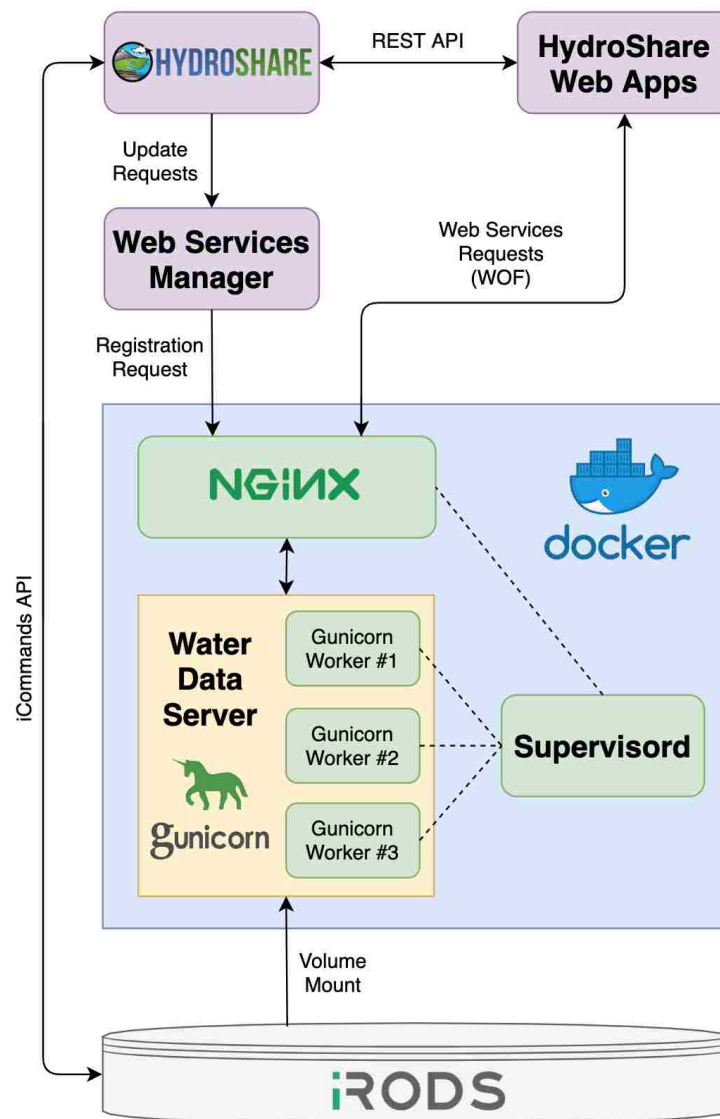 HYDROSHARE
REST API
HydroShare
Web Apps
Update
Requests
Web Services
Manager
Web Services
Requests
(WOF)
Registration
Request
NGINX
docker
iCommands API
Water
Data
Server
gunicorn
Gunicorn
Worker #1
Gunicorn
Worker #2
Gunicorn
Worker #3
Supervisord
Volume
Mount
iRODS